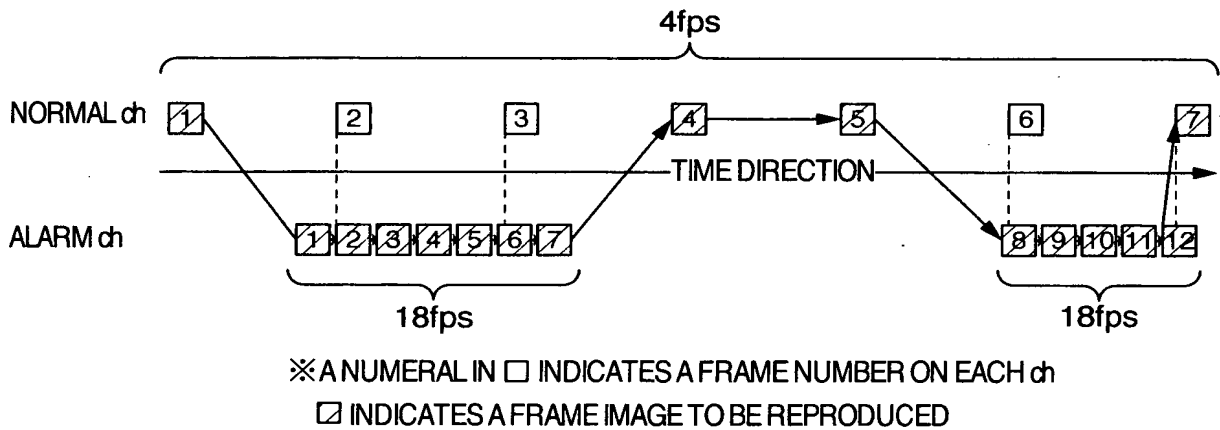 4fps
NORMAL ch
1 2 3 4 5 6 7
TIME DIRECTION
ALARM ch
1 2 3 4 5 6 7 8 9 10 11 12
18fps 18fps
※A NUMERAL IN □ INDICATES A FRAME NUMBER ON EACH ch
▨ INDICATES A FRAME IMAGE TO BE REPRODUCED